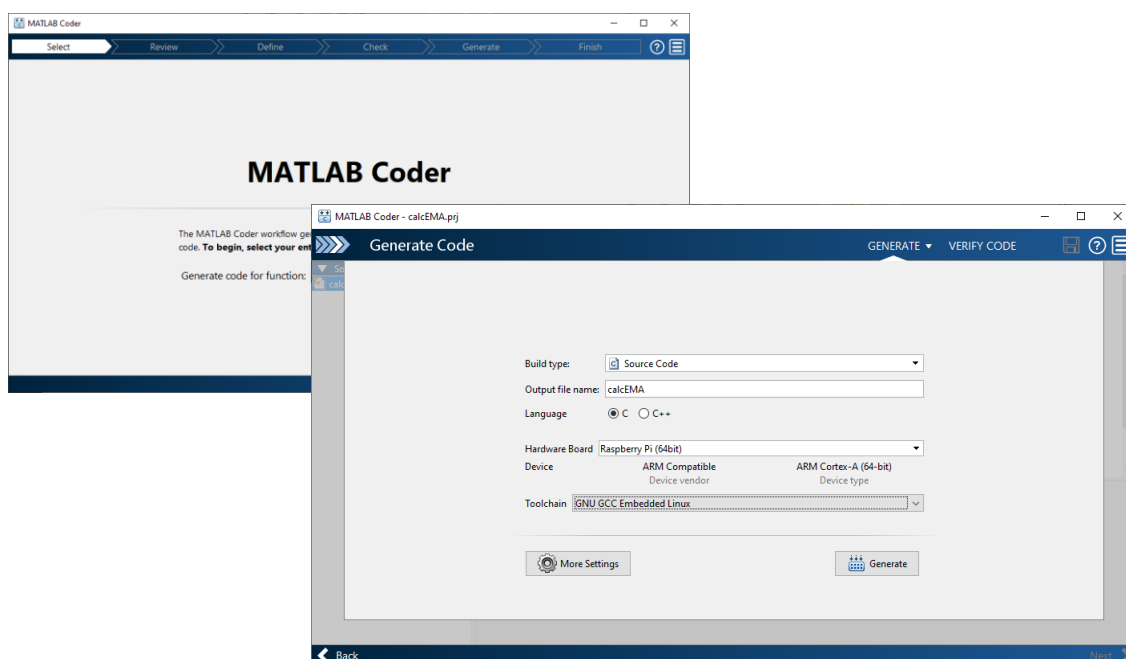 MATLAB Coder
Select Review Define Check Generate Finish
MATLAB Coder
The MATLAB Coder workflow
code. To begin, select your
Generate code for function:
MATLAB Coder - calcEMA.prj
Generate Code GENERATE VERIFY CODE
Build type: Source Code
Output file name: calcEMA
Language C C++
Hardware Board Raspberry Pi (64bit)
Device ARM Compatible ARM Cortex-A (64-bit)
Device vendor Device type
Toolchain GNU GCC Embedded Linux
More Settings Generate
Back Next